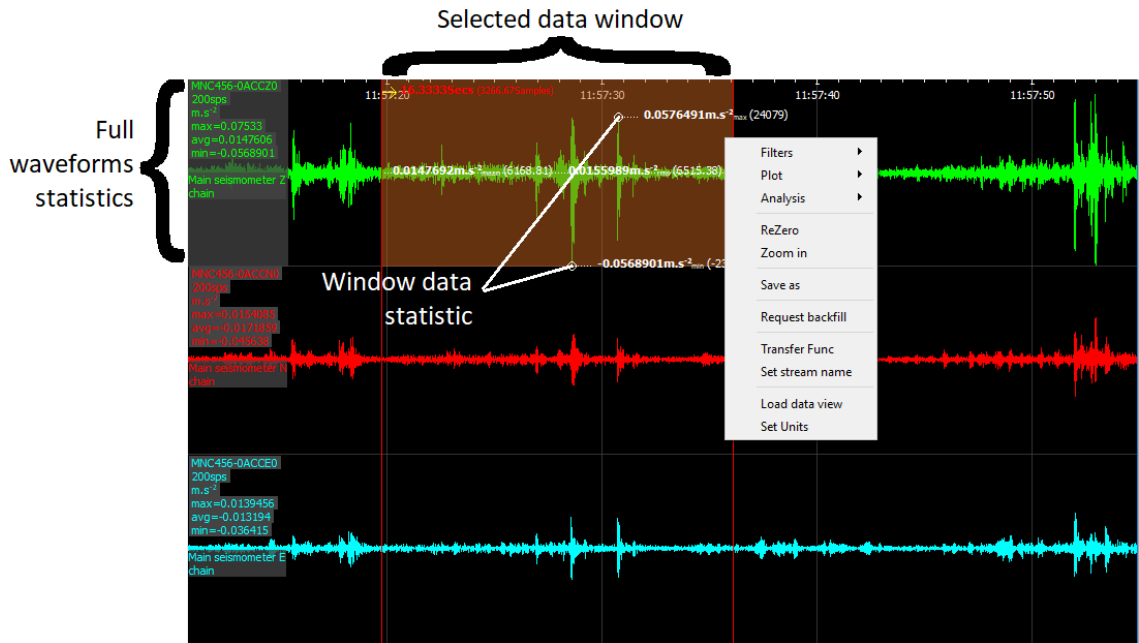 Selected data window
Full
waveforms
statistics
MNC456-0ACCZ0
200sps
m.s⁻²
max=0.07533
avg=0.0147606
min=-0.0568901
Main seismometer Z
chain
16.3333Secs (3266.67Samples)
11:57:20
11:57:30
11:57:40
11:57:50
0.0576491m.s⁻²max (24079)
0.0147692m.s⁻²mean (6168.81)
0.0155989m.s⁻² (6515.38)
-0.0568901m.s⁻²min (-23
Window data
statistic
Filters
Plot
Analysis
ReZero
Zoom in
Save as
Request backfill
Transfer Func
Set stream name
Load data view
Set Units
MNC456-0ACCN0
200sps
m.s⁻²
max=0.0154085
avg=-0.0171859
min=-0.045638
Main seismometer N
chain
MNC456-0ACCE0
200sps
m.s⁻²
max=0.0139456
avg=-0.013194
min=-0.036415
Main seismometer E
chain